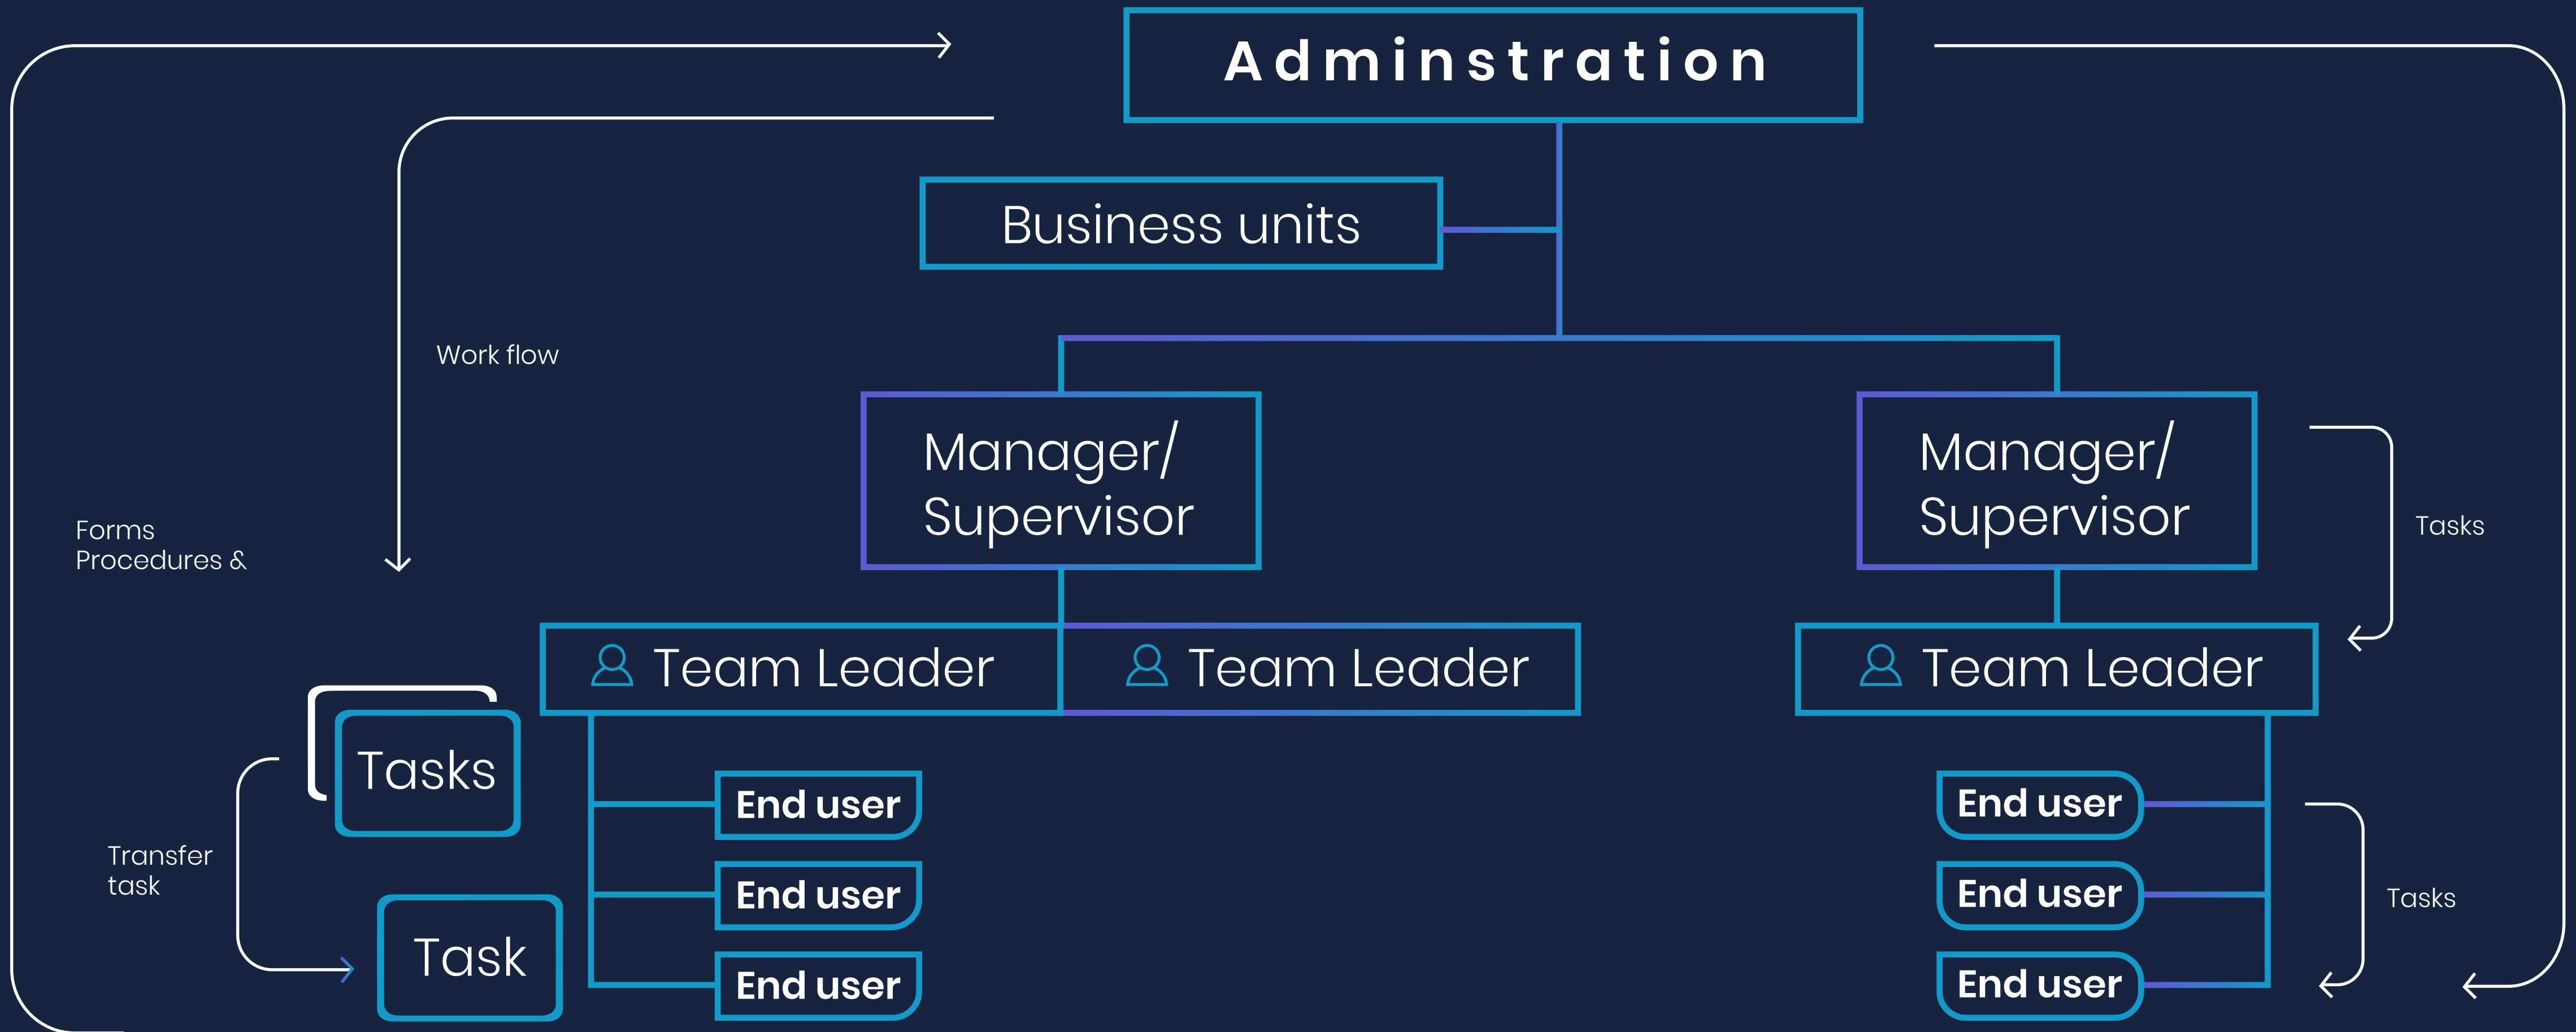 Adminstration
Business units
Work flow
Manager/
Supervisor
Manager/
Supervisor
Tasks
Forms
Procedures &
Team Leader
Team Leader
Team Leader
Tasks
Transfer
task
Task
End user
End user
End user
End user
End user
End user
Tasks